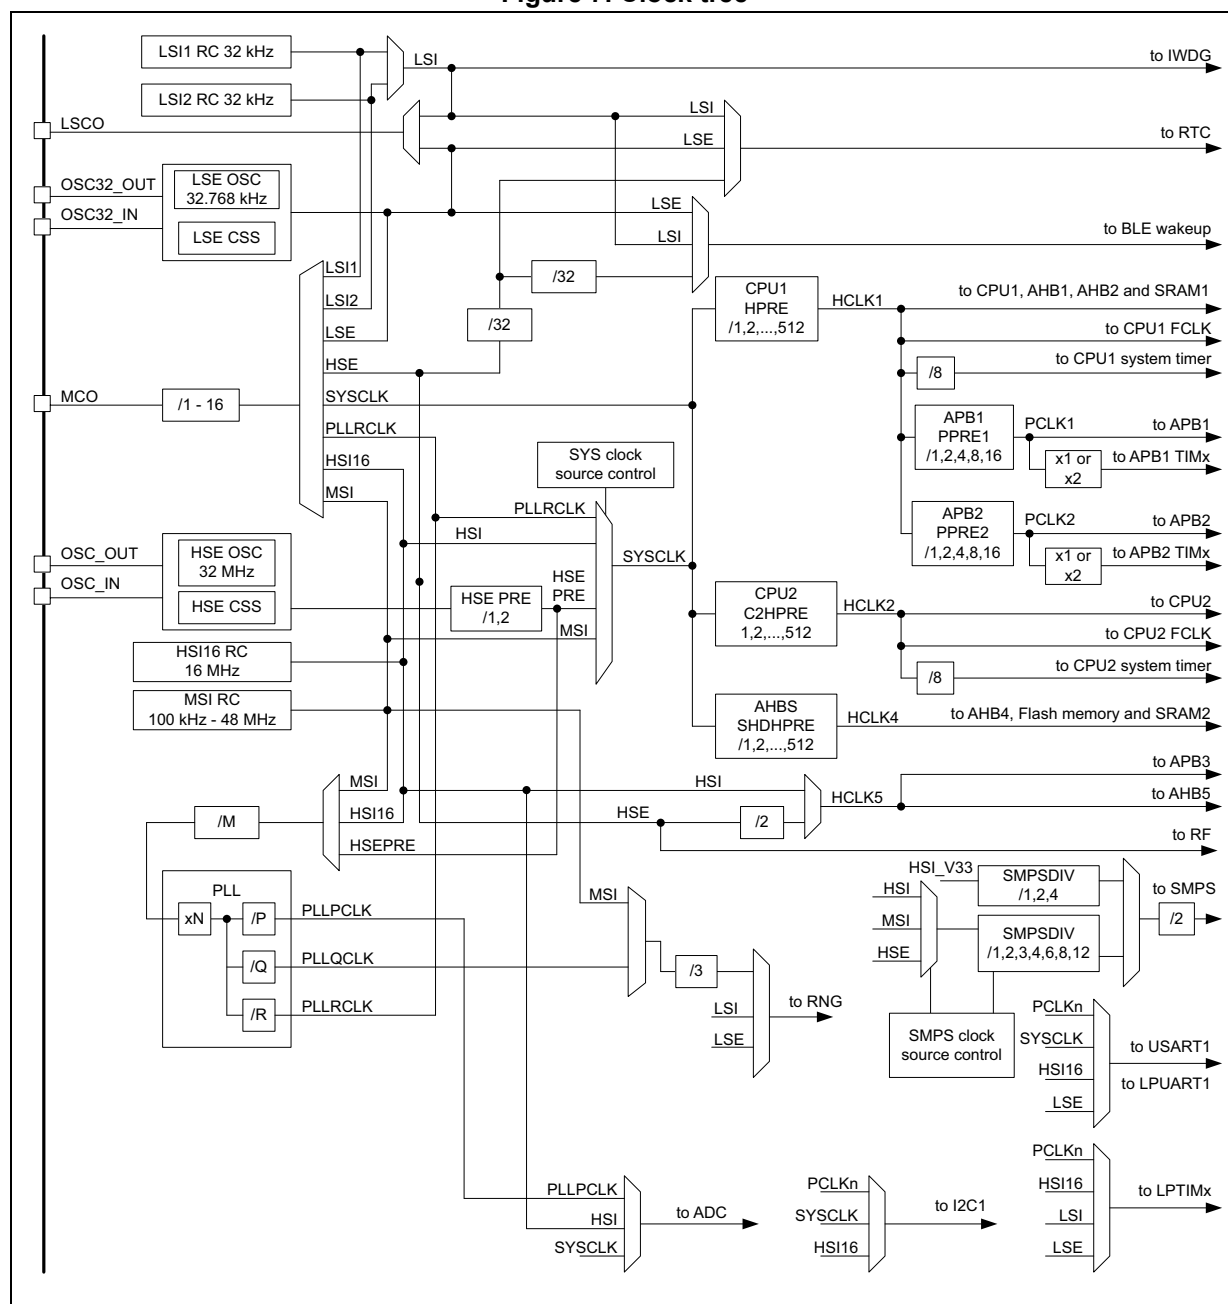 Figure 7. Clock tree
LSI1 RC 32 kHz
LSI
to IWDG
LSI2 RC 32 kHz
LSCO
LSI
LSE
to RTC
OSC32_OUT
LSE OSC
32.768 kHz
OSC32_IN
LSE CSS
LSE
LSI
to BLE wakeup
LSI1
LSI2
LSE
HSE
SYSCLK
PLLRCLK
HSI16
MSI
/32
/32
CPU1
HPRE
/1,2,...,512
HCLK1
to CPU1, AHB1, AHB2 and SRAM1
to CPU1 FCLK
to CPU1 system timer
/8
MCO
/1 - 16
APB1
PPRE1
/1,2,4,8,16
PCLK1
to APB1
x1 or
x2
to APB1 TIMx
SYS clock
source control
APB2
PPRE2
/1,2,4,8,16
PCLK2
to APB2
x1 or
x2
to APB2 TIMx
PLLRCLK
HSI
HSE
PRE
MSI
SYSCLK
OSC_OUT
HSE OSC
32 MHz
OSC_IN
HSE CSS
HSE PRE
/1,2
CPU2
C2HPRE
1,2,...,512
HCLK2
to CPU2
to CPU2 FCLK
to CPU2 system timer
/8
HSI16 RC
16 MHz
MSI RC
100 kHz - 48 MHz
AHBS
SHDHPRE
/1,2,...,512
HCLK4
to AHB4, Flash memory and SRAM2
MSI
HSI16
HSEPRE
/M
HSI
HSE
/2
HCLK5
to APB3
to AHB5
to RF
PLL
xN
/P
PLLPCLK
/Q
PLLQCLK
/R
PLLRCLK
MSI
/3
LSI
LSE
to RNG
HSI_V33
HSI
MSI
HSE
SMPSDIV
/1,2,4
SMPSDIV
/1,2,3,4,6,8,12
to SMPS
/2
SMPS clock
source control
PCLKn
SYSCLK
HSI16
LSE
to USART1
to LPUART1
PLLPCLK
HSI
SYSCLK
to ADC
PCLKn
SYSCLK
HSI16
to I2C1
PCLKn
HSI16
LSI
LSE
to LPTIMx